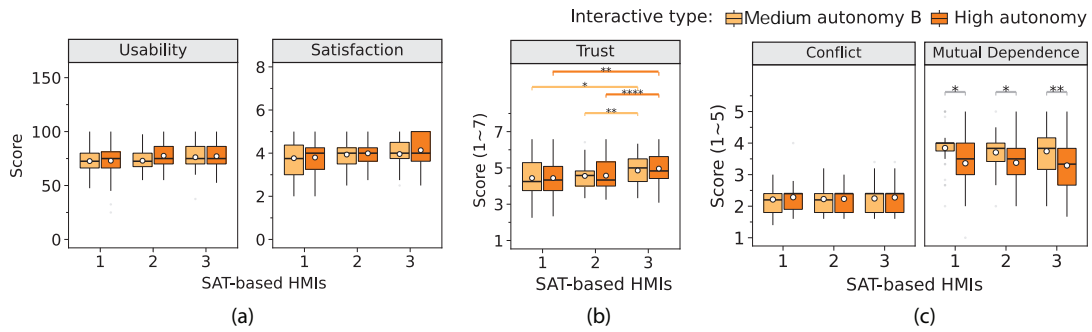 Interactive type: Medium autonomy B High autonomy
Usability
Satisfaction
Trust
Conflict
Mutual Dependence
Score
150
100
75
50
0
8
6
4
2
0
1 2 3
1 2 3
SAT-based HMIs
(a)
Score (1~7)
7
5
3
1
**
*
****
**
1 2 3
SAT-based HMIs
(b)
Score (1~5)
5
4
3
2
1
*
*
**
1 2 3
1 2 3
SAT-based HMIs
(c)